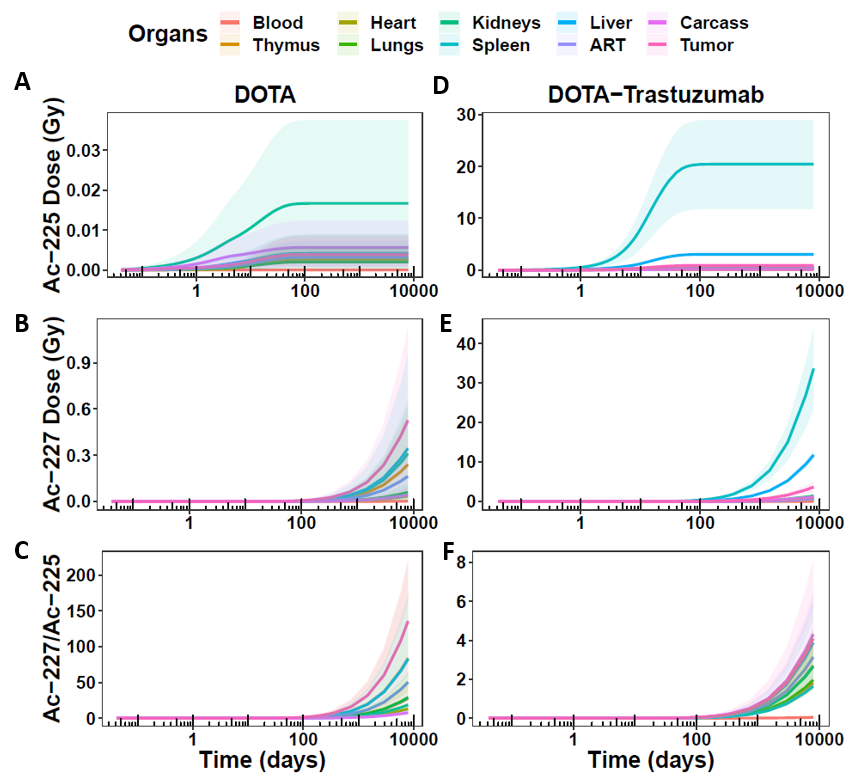 Organs Blood Heart Kidneys Liver Carcass
Thymus Lungs Spleen ART Tumor
A DOTA
Ac−225 Dose (Gy)
0.03
0.02
0.01
0.00
1 100 10000
D DOTA−Trastuzumab
30
20
10
0
1 100 10000
B
Ac−227 Dose (Gy)
0.9
0.6
0.3
0.0
1 100 10000
E
40
30
20
10
0
1 100 10000
C
Ac−227/Ac−225
200
150
100
50
0
1 100 10000
Time (days)
F
8
6
4
2
0
1 100 10000
Time (days)